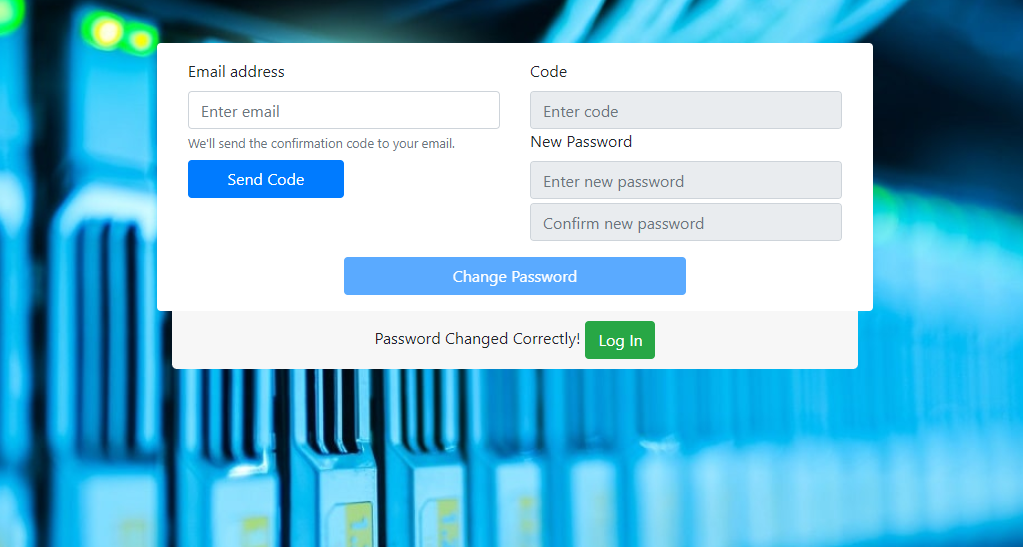 Email address
Enter email
We'll send the confirmation code to your email.
Send Code
Code
Enter code
New Password
Enter new password
Confirm new password
Change Password
Password Changed Correctly! Log In